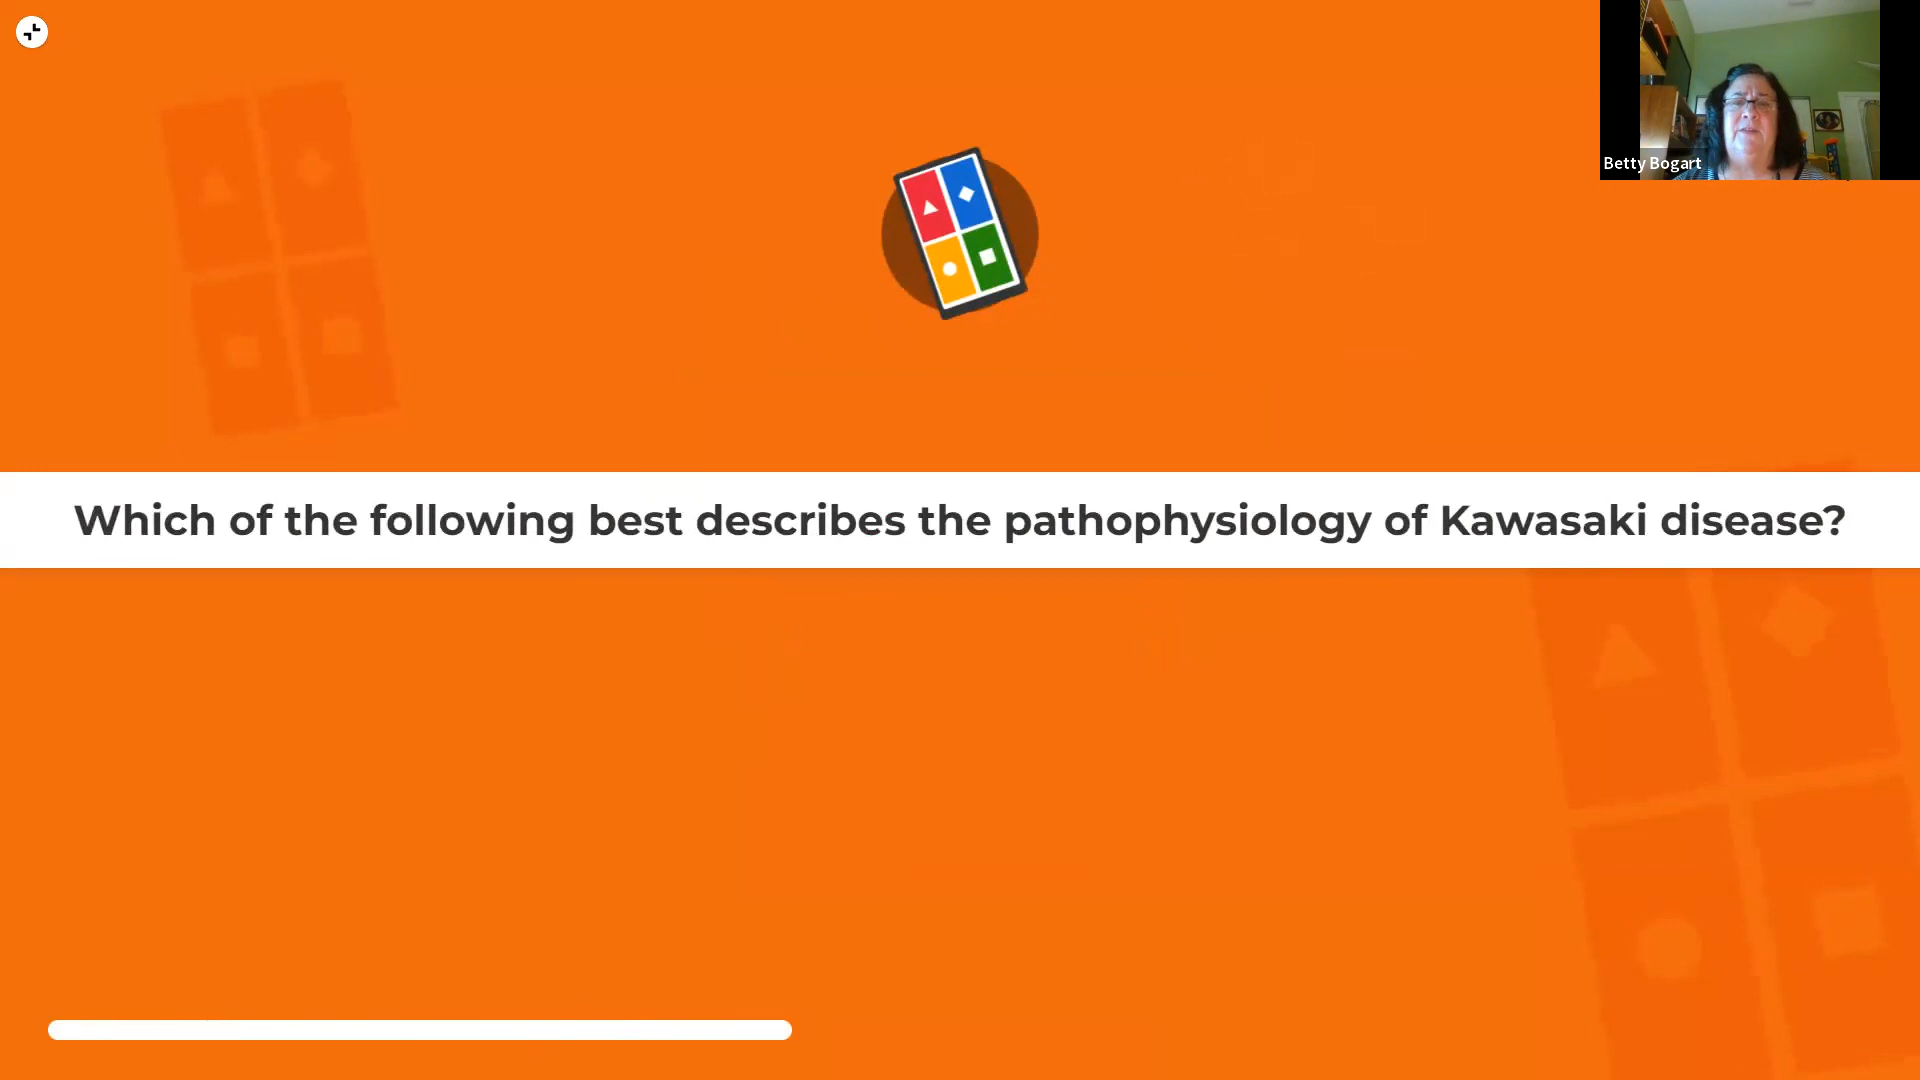 Betty Bogart
Which of the following best describes the pathophysiology of Kawasaki disease?